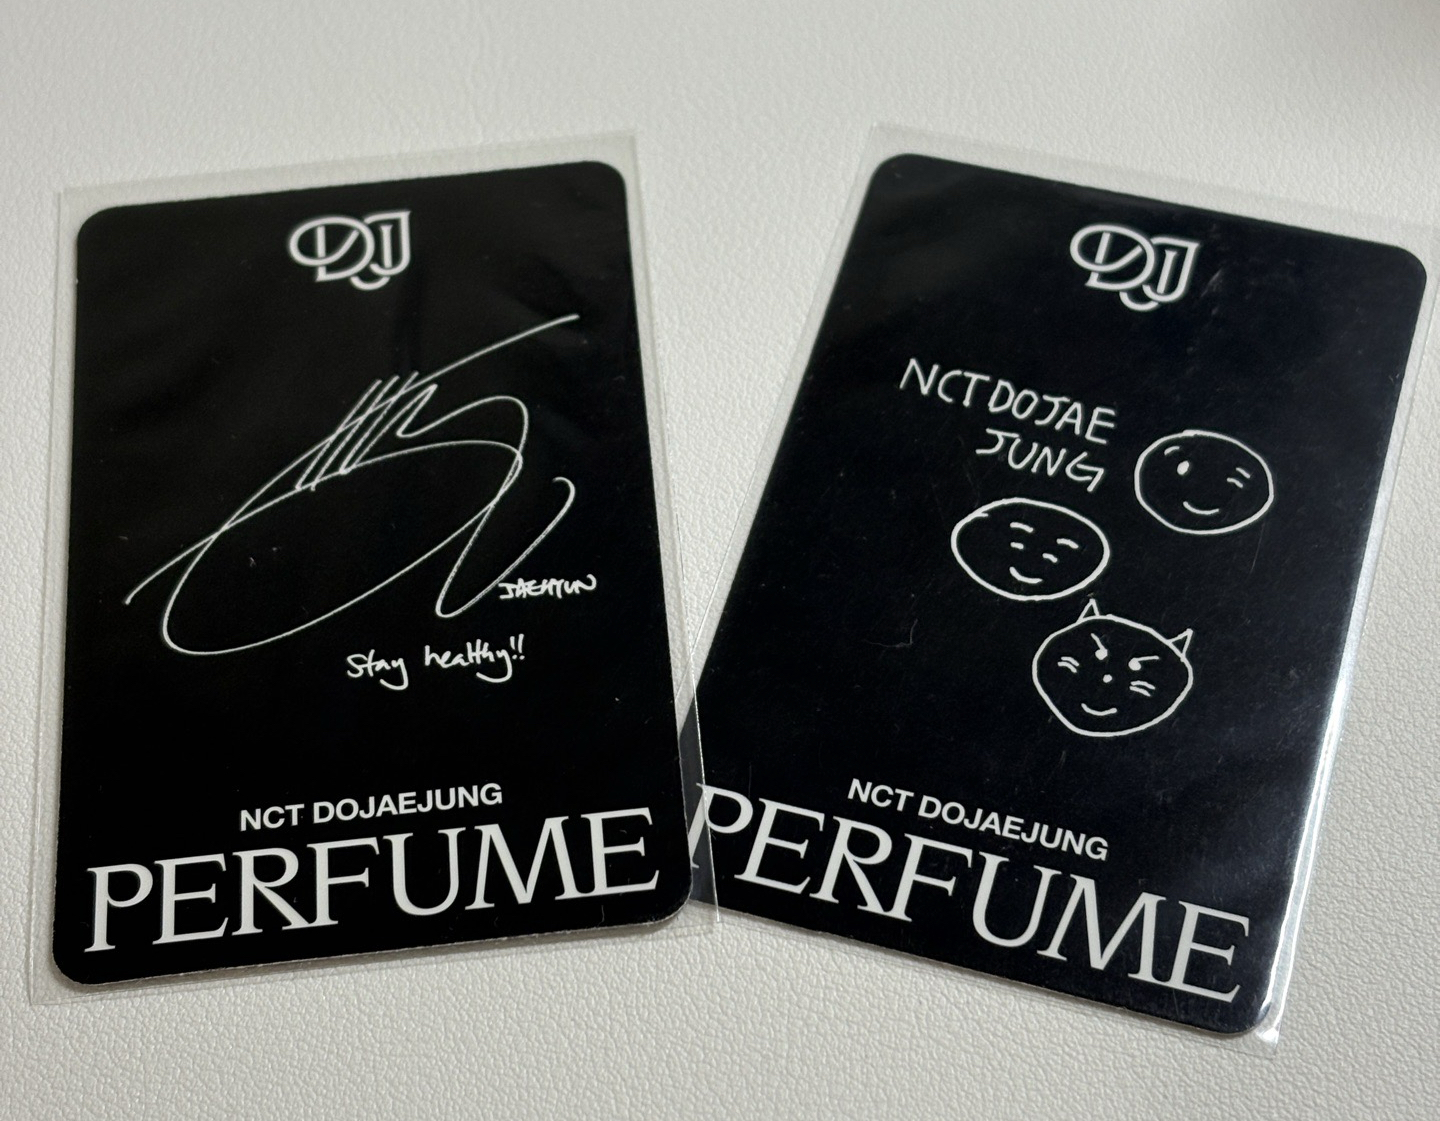 DJ
JAEHYUN
Stay healthy!!
NCT DOJAEJUNG
PERFUME
DJ
NCT DOJAE
JUNG
NCT DOJAEJUNG
PERFUME